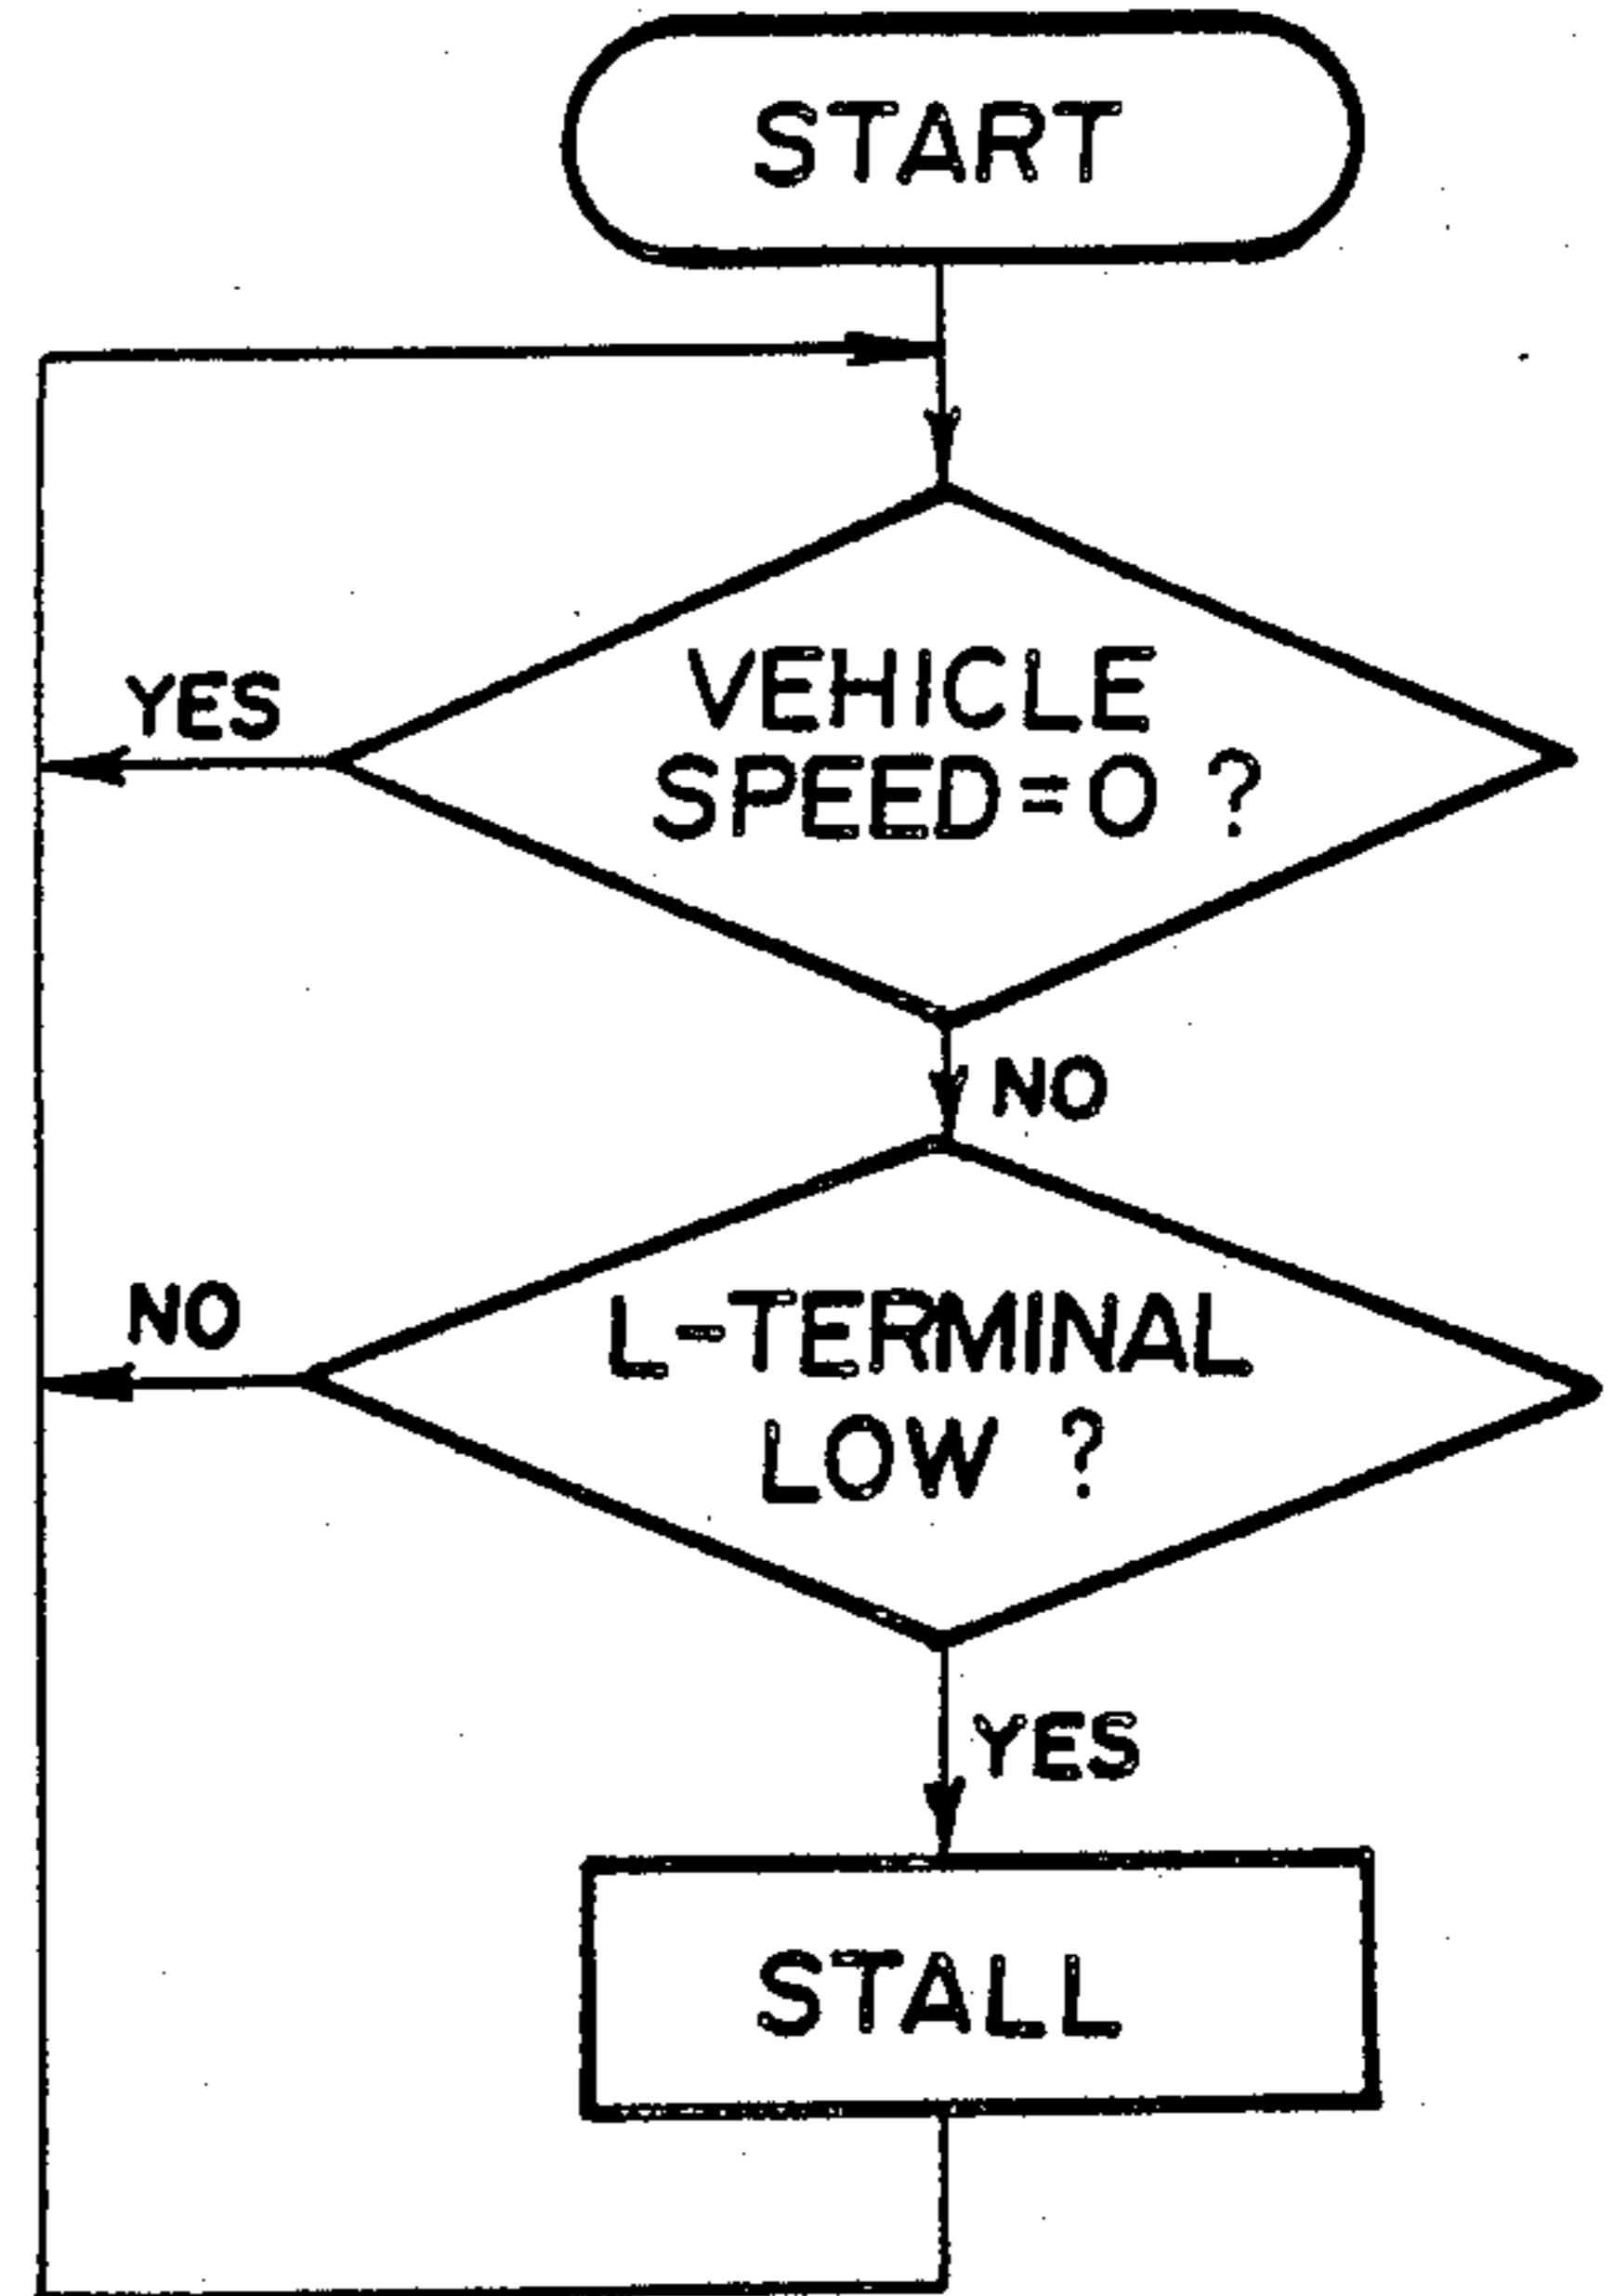 START
YES
VEHICLE
SPEED=0 ?
NO
NO
L-TERMINAL
LOW ?
YES
STALL